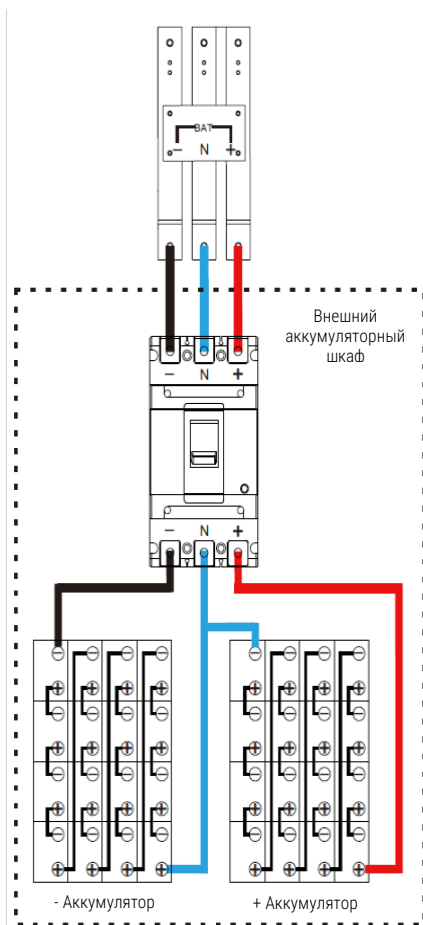 BAT
− N +
Внешний
аккумуляторный
шкаф
− N +
− N +
- Аккумулятор
+ Аккумулятор